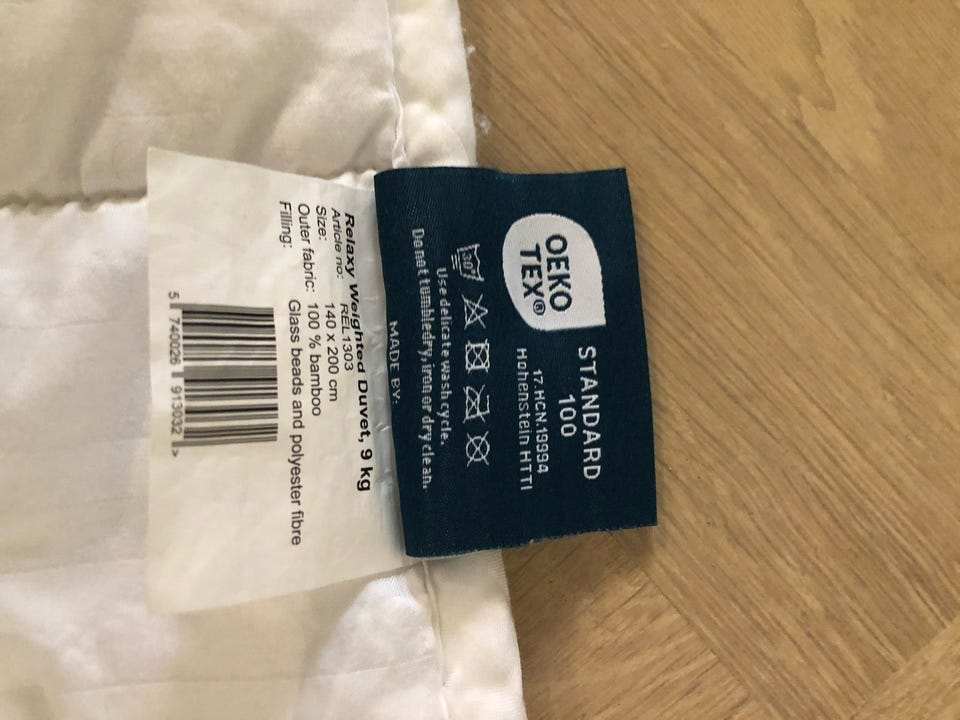 OEKO
TEX®
STANDARD
100
17.HCN.19994
Hohenstein HTTI
30°
Use delicate wash cycle.
Do not tumbledry, iron or dry clean.
MADE BY:
Relaxy Weighted Duvet, 9 kg
Article no: REL1303
Size: 140 x 200 cm
Outer fabric: 100 % bamboo
Filling: Glass beads and polyester fibre
5 740026 913032 >